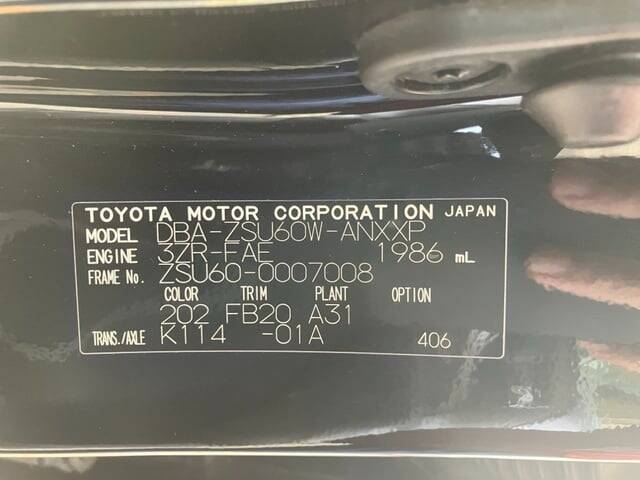 TOYOTA MOTOR CORPORATION JAPAN
MODEL DBA-ZSU60W-ANXXP
ENGINE 3ZR-FAE 1986 mL
FRAME No. ZSU60-0007008
COLOR TRIM PLANT OPTION
202 FB20 A31
TRANS./AXLE K114 -01A 406